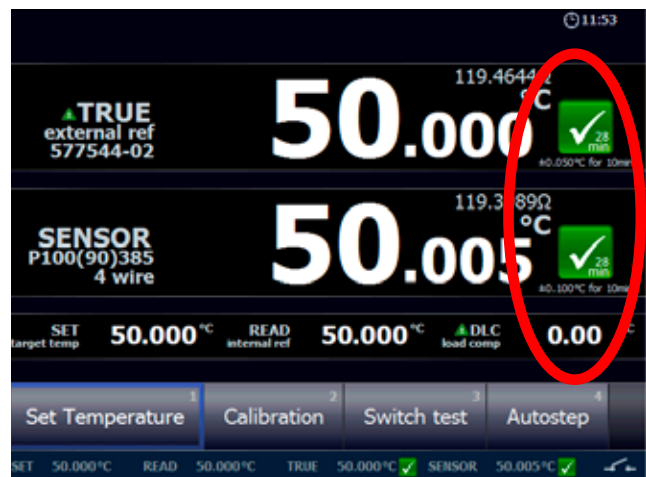 11:53
119.4644
TRUE
external ref
577544-02
50.000 °C
28 min
±0.050°C for 10min
SENSOR
P100(90)385
4 wire
119.3 89Ω
50.005 °C
28 min
±0.100°C for 10min
SET
target temp
50.000 °C
READ
internal ref
50.000 °C
DLC
load comp
0.00
Set Temperature 1
Calibration 2
Switch test 3
Autostep 4
SET 50.000°C READ 50.000°C TRUE 50.000°C SENSOR 50.005°C